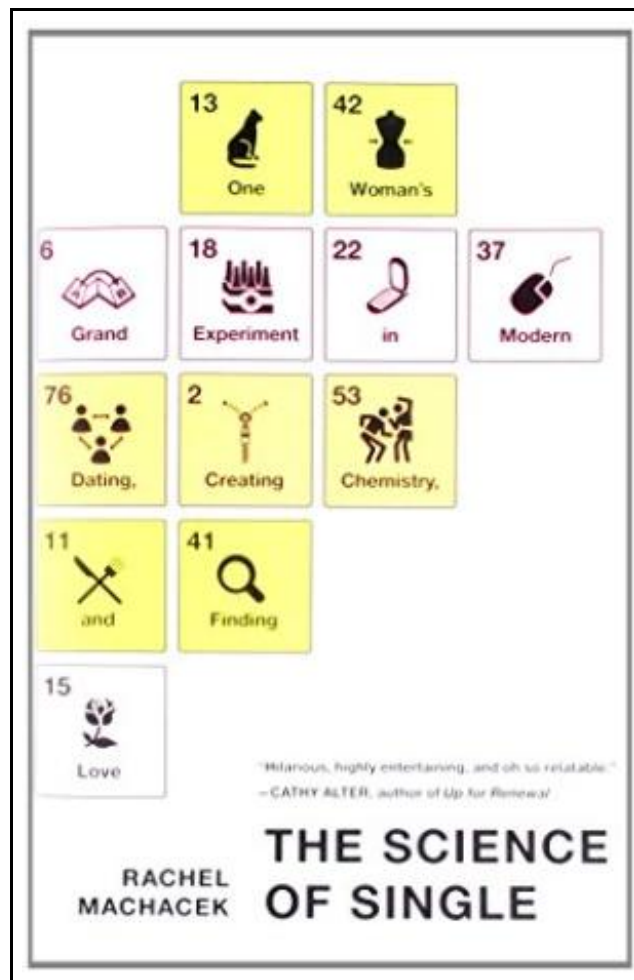 13 42
One Woman's
6 18 22 37
Grand Experiment in Modern
76 2 53
Dating, Creating Chemistry,
11 41
and Finding
15
Love
"Hilarious, highly entertaining, and oh so relatable."
—CATHY ALTER, author of Up for Renewal
RACHEL
MACHACEK
THE SCIENCE
OF SINGLE